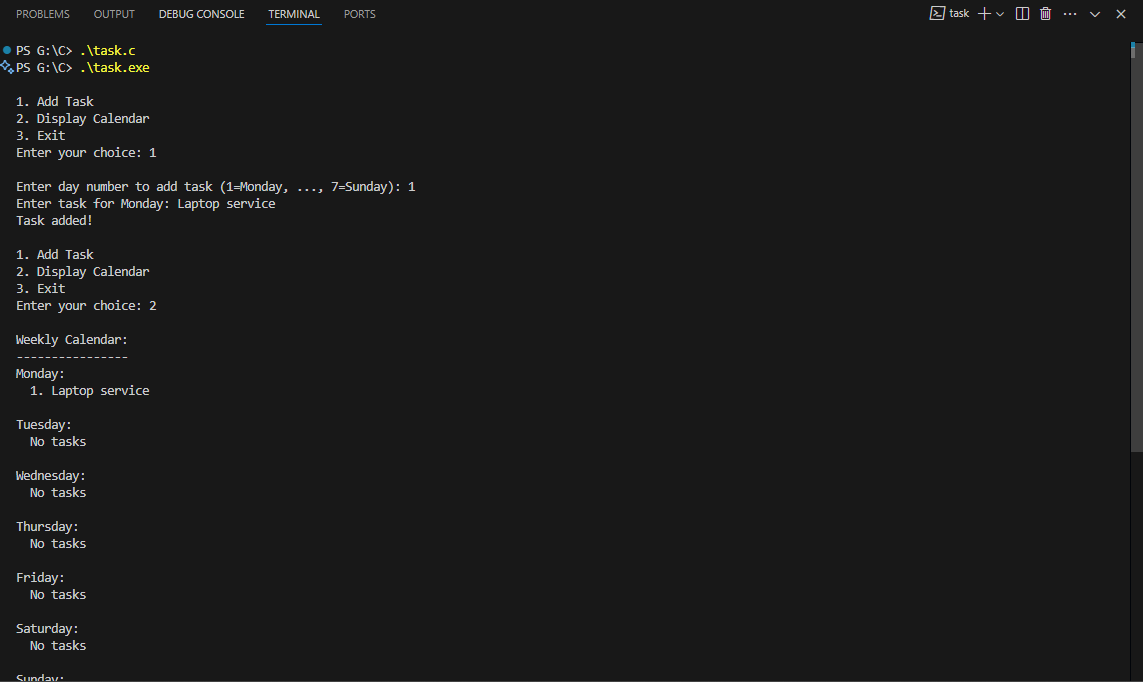 PROBLEMS OUTPUT DEBUG CONSOLE TERMINAL PORTS task
PS G:\C> .\task.c
PS G:\C> .\task.exe
1. Add Task
2. Display Calendar
3. Exit
Enter your choice: 1
Enter day number to add task (1=Monday, ..., 7=Sunday): 1
Enter task for Monday: Laptop service
Task added!
1. Add Task
2. Display Calendar
3. Exit
Enter your choice: 2
Weekly Calendar:
----------------
Monday:
1. Laptop service
Tuesday:
No tasks
Wednesday:
No tasks
Thursday:
No tasks
Friday:
No tasks
Saturday:
No tasks
Sunday: